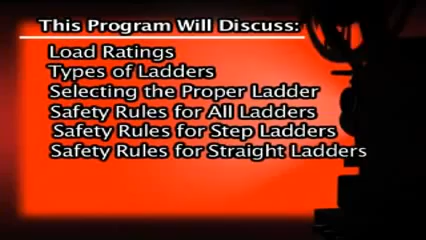 This Program Will Discuss:
Load Ratings
Types of Ladders
Selecting the Proper Ladder
Safety Rules for All Ladders
Safety Rules for Step Ladders
Safety Rules for Straight Ladders